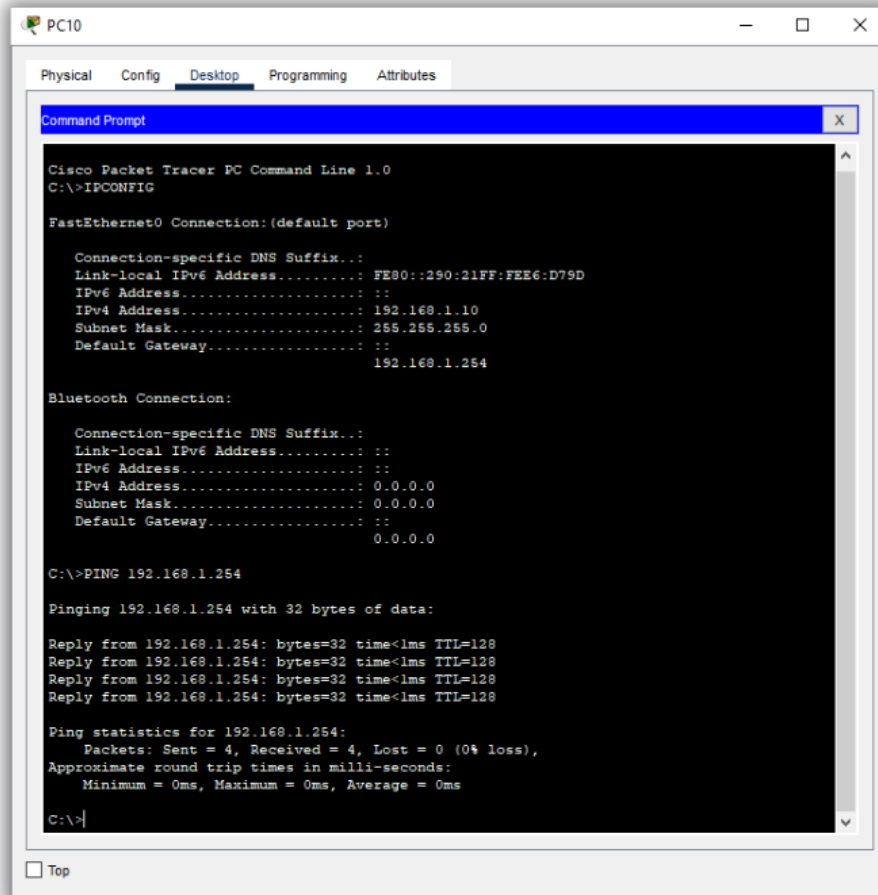 PC10
Physical Config Desktop Programming Attributes
Command Prompt
X
Cisco Packet Tracer PC Command Line 1.0
C:\>IPCONFIG
FastEthernet0 Connection:(default port)
Connection-specific DNS Suffix..:
Link-local IPv6 Address.........: FE80::290:21FF:FEE6:D79D
IPv6 Address....................: ::
IPv4 Address....................: 192.168.1.10
Subnet Mask.....................: 255.255.255.0
Default Gateway.................: ::
192.168.1.254
Bluetooth Connection:
Connection-specific DNS Suffix..:
Link-local IPv6 Address.........: ::
IPv6 Address....................: ::
IPv4 Address....................: 0.0.0.0
Subnet Mask.....................: 0.0.0.0
Default Gateway.................: ::
0.0.0.0
C:\>PING 192.168.1.254
Pinging 192.168.1.254 with 32 bytes of data:
Reply from 192.168.1.254: bytes=32 time<1ms TTL=128
Reply from 192.168.1.254: bytes=32 time<1ms TTL=128
Reply from 192.168.1.254: bytes=32 time<1ms TTL=128
Reply from 192.168.1.254: bytes=32 time<1ms TTL=128
Ping statistics for 192.168.1.254:
Packets: Sent = 4, Received = 4, Lost = 0 (0% loss),
Approximate round trip times in milli-seconds:
Minimum = 0ms, Maximum = 0ms, Average = 0ms
C:\>
Top